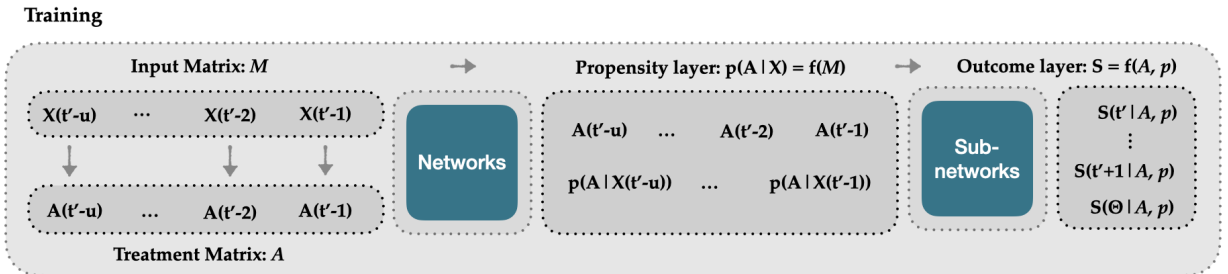 Training
Input Matrix: M
Propensity layer: p(A | X) = f(M)
Outcome layer: S = f(A, p)
X(t′-u) ... X(t′-2) X(t′-1)
A(t′-u) ... A(t′-2) A(t′-1)
Treatment Matrix: A
Networks
A(t′-u) ... A(t′-2) A(t′-1)
p(A | X(t′-u)) ... p(A | X(t′-1))
Sub-
networks
S(t′ | A, p)
⋮
S(t′+1 | A, p)
S(Θ | A, p)